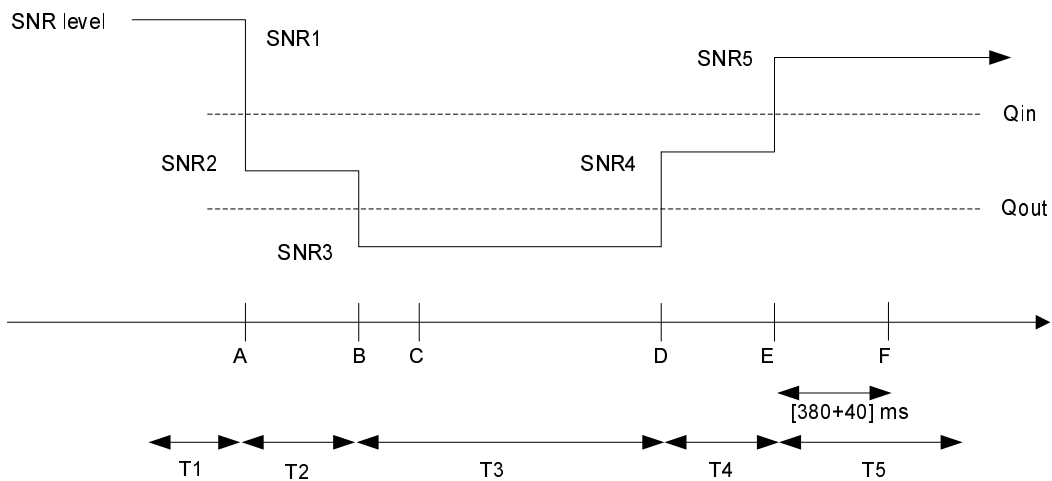 SNR level
SNR1
SNR5
Qin
SNR2
SNR4
Qout
SNR3
A
B
C
D
E
F
[380+40] ms
T1
T2
T3
T4
T5